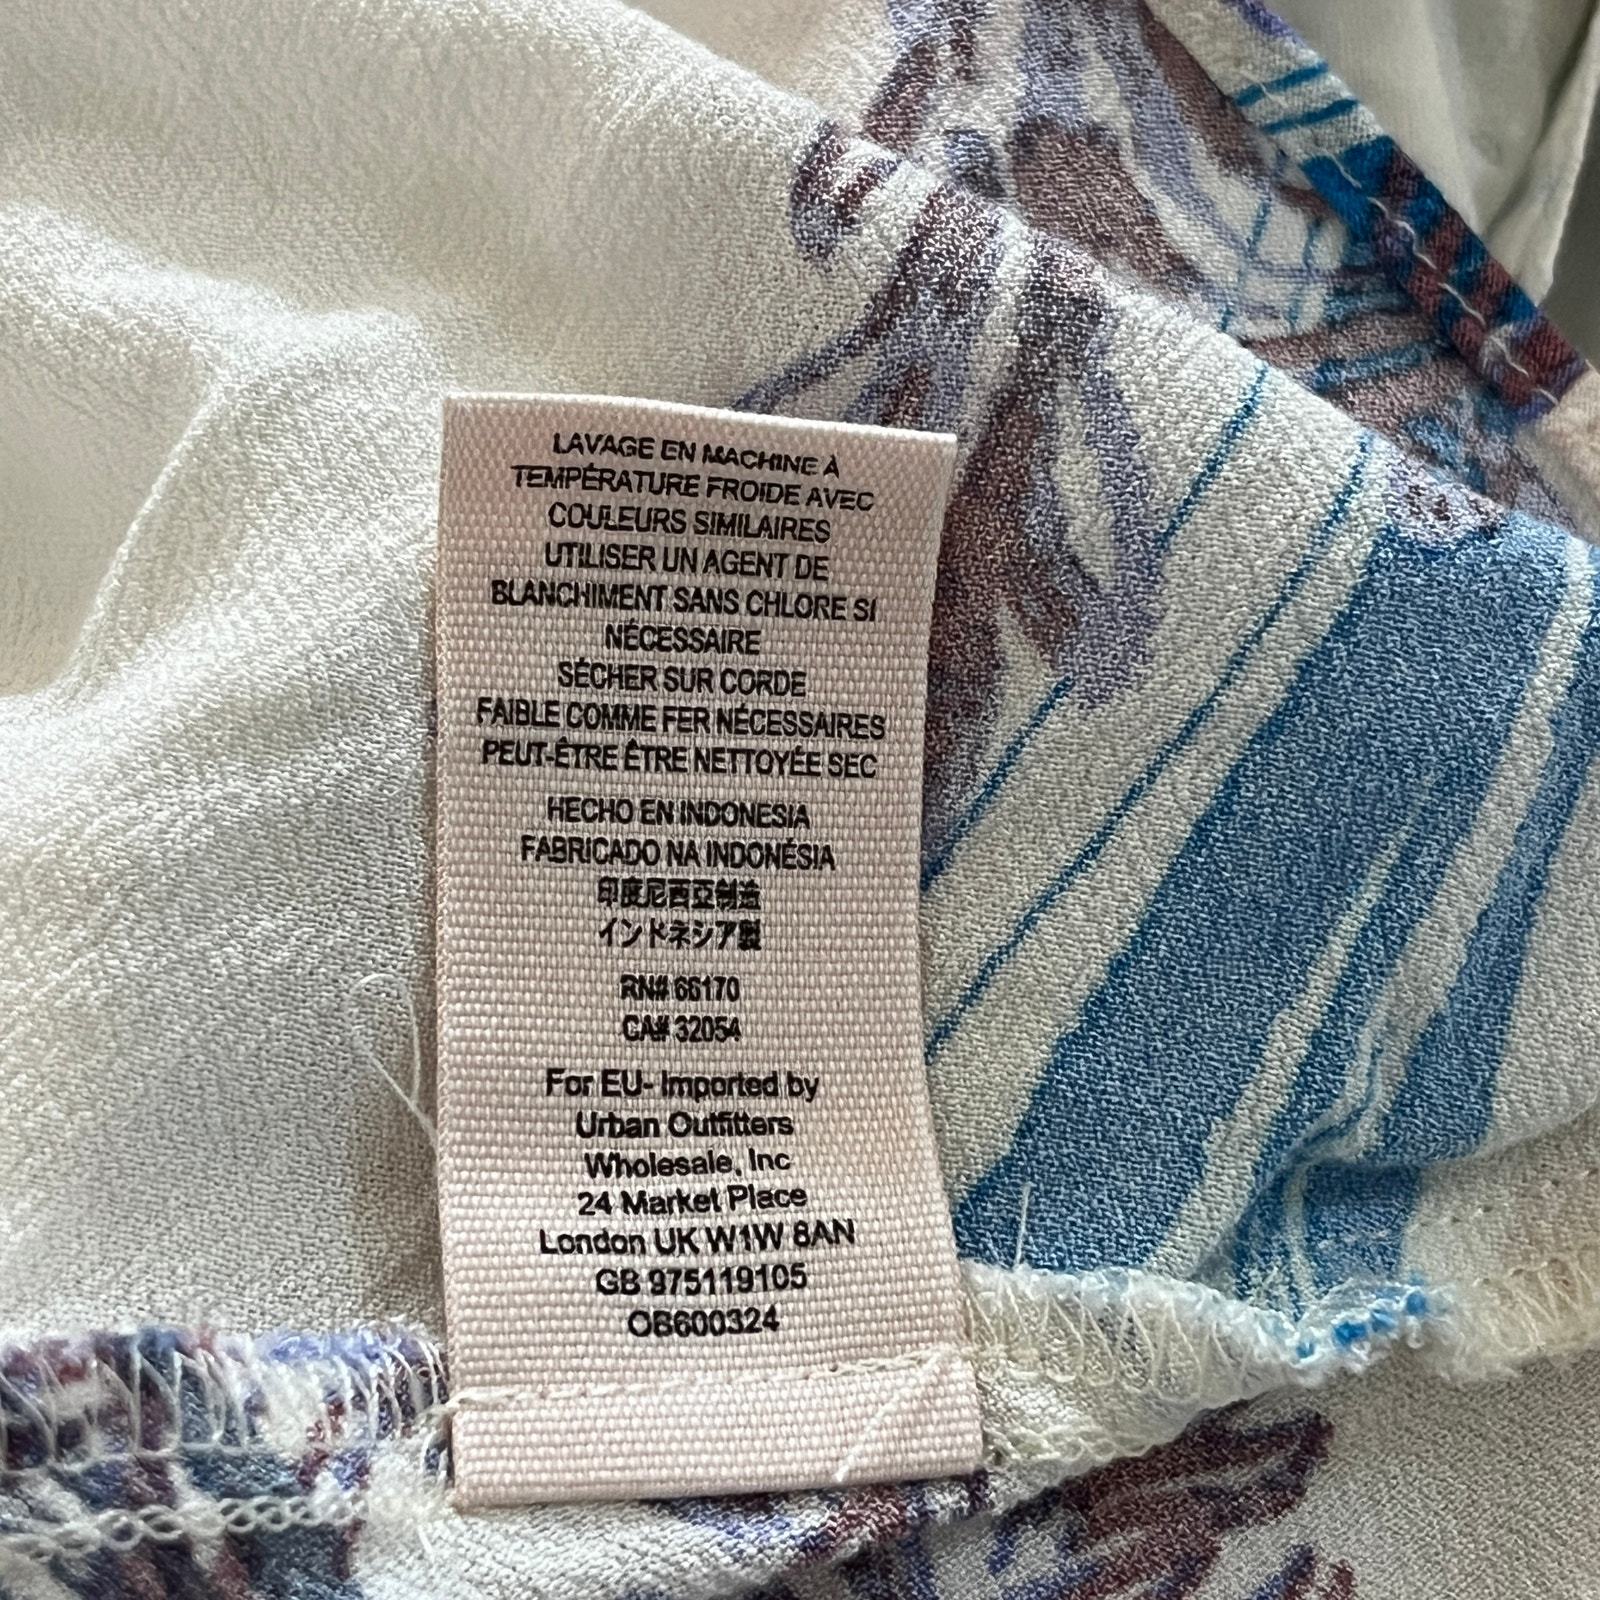 LAVAGE EN MACHINE À
TEMPÉRATURE FROIDE AVEC
COULEURS SIMILAIRES
UTILISER UN AGENT DE
BLANCHIMENT SANS CHLORE SI
NÉCESSAIRE
SÉCHER SUR CORDE
FAIBLE COMME FER NÉCESSAIRES
PEUT-ÊTRE ÊTRE NETTOYÉE SEC
HECHO EN INDONESIA
FABRICADO NA INDONÉSIA
印度尼西亞制造
インドネシア製
RN# 66170
CA# 32054
For EU- Imported by
Urban Outfitters
Wholesale, Inc
24 Market Place
London UK W1W 8AN
GB 975119105
OB600324